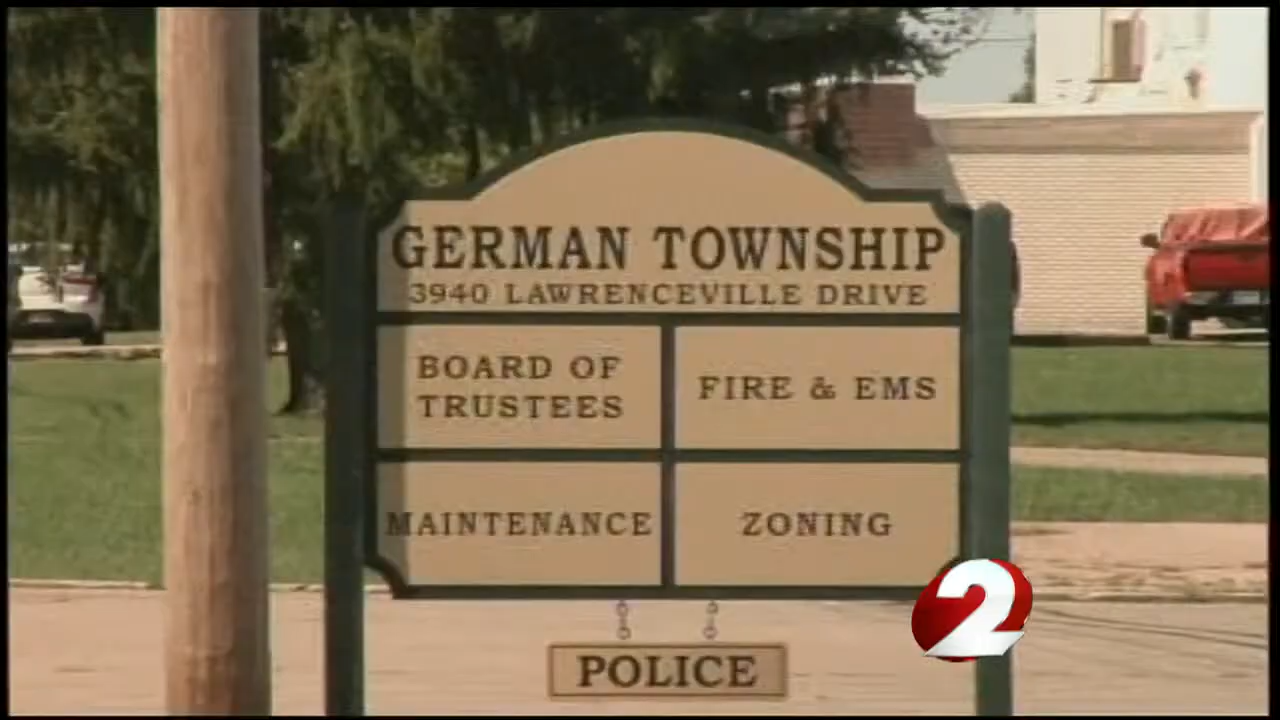 GERMAN TOWNSHIP
3940 LAWRENCEVILLE DRIVE
BOARD OF
TRUSTEES
FIRE & EMS
MAINTENANCE
ZONING
POLICE
2